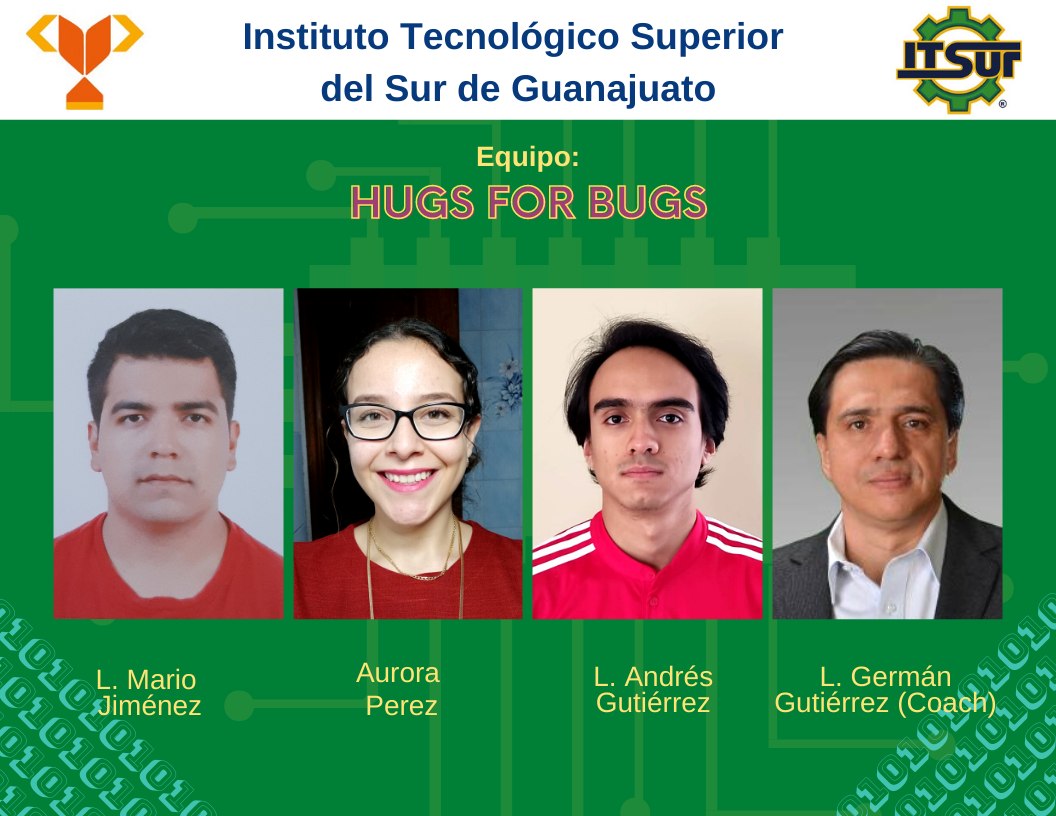 Instituto Tecnológico Superior
del Sur de Guanajuato
ITSUR
®
Equipo:
HUGS FOR BUGS
L. Mario
Jiménez
Aurora
Perez
L. Andrés
Gutiérrez
L. Germán
Gutiérrez (Coach)